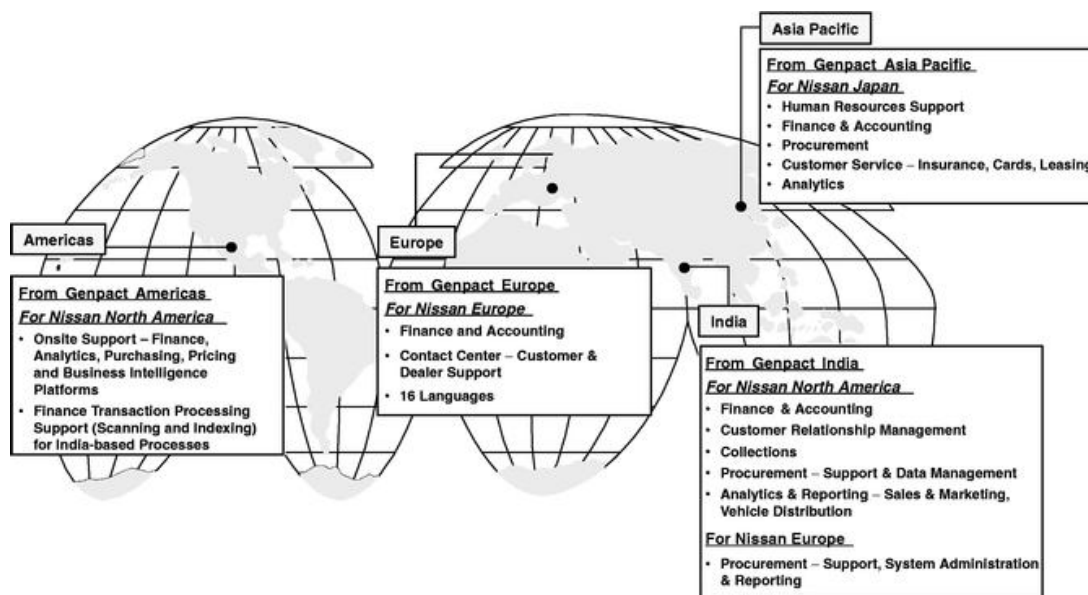 Asia Pacific
From Genpact Asia Pacific
For Nissan Japan
• Human Resources Support
• Finance & Accounting
• Procurement
• Customer Service – Insurance, Cards, Leasing
• Analytics
Americas
From Genpact Americas
For Nissan North America
• Onsite Support – Finance,
Analytics, Purchasing, Pricing
and Business Intelligence
Platforms
• Finance Transaction Processing
Support (Scanning and Indexing)
for India-based Processes
Europe
From Genpact Europe
For Nissan Europe
• Finance and Accounting
• Contact Center – Customer &
Dealer Support
• 16 Languages
India
From Genpact India
For Nissan North America
• Finance & Accounting
• Customer Relationship Management
• Collections
• Procurement – Support & Data Management
• Analytics & Reporting – Sales & Marketing,
Vehicle Distribution
For Nissan Europe
• Procurement – Support, System Administration
& Reporting